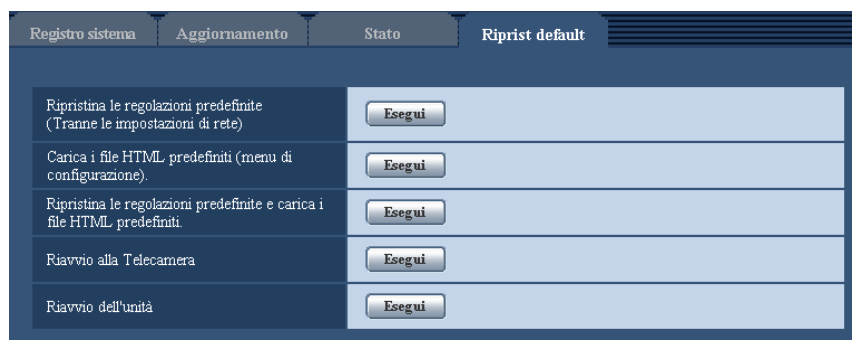 Registro sistema
Aggiornamento
Stato
Riprist default
Ripristina le regolazioni predefinite
(Tranne le impostazioni di rete)
Esegui
Carica i file HTML predefiniti (menu di
configurazione).
Esegui
Ripristina le regolazioni predefinite e carica i
file HTML predefiniti.
Esegui
Riavvio alla Telecamera
Esegui
Riavvio dell'unità
Esegui